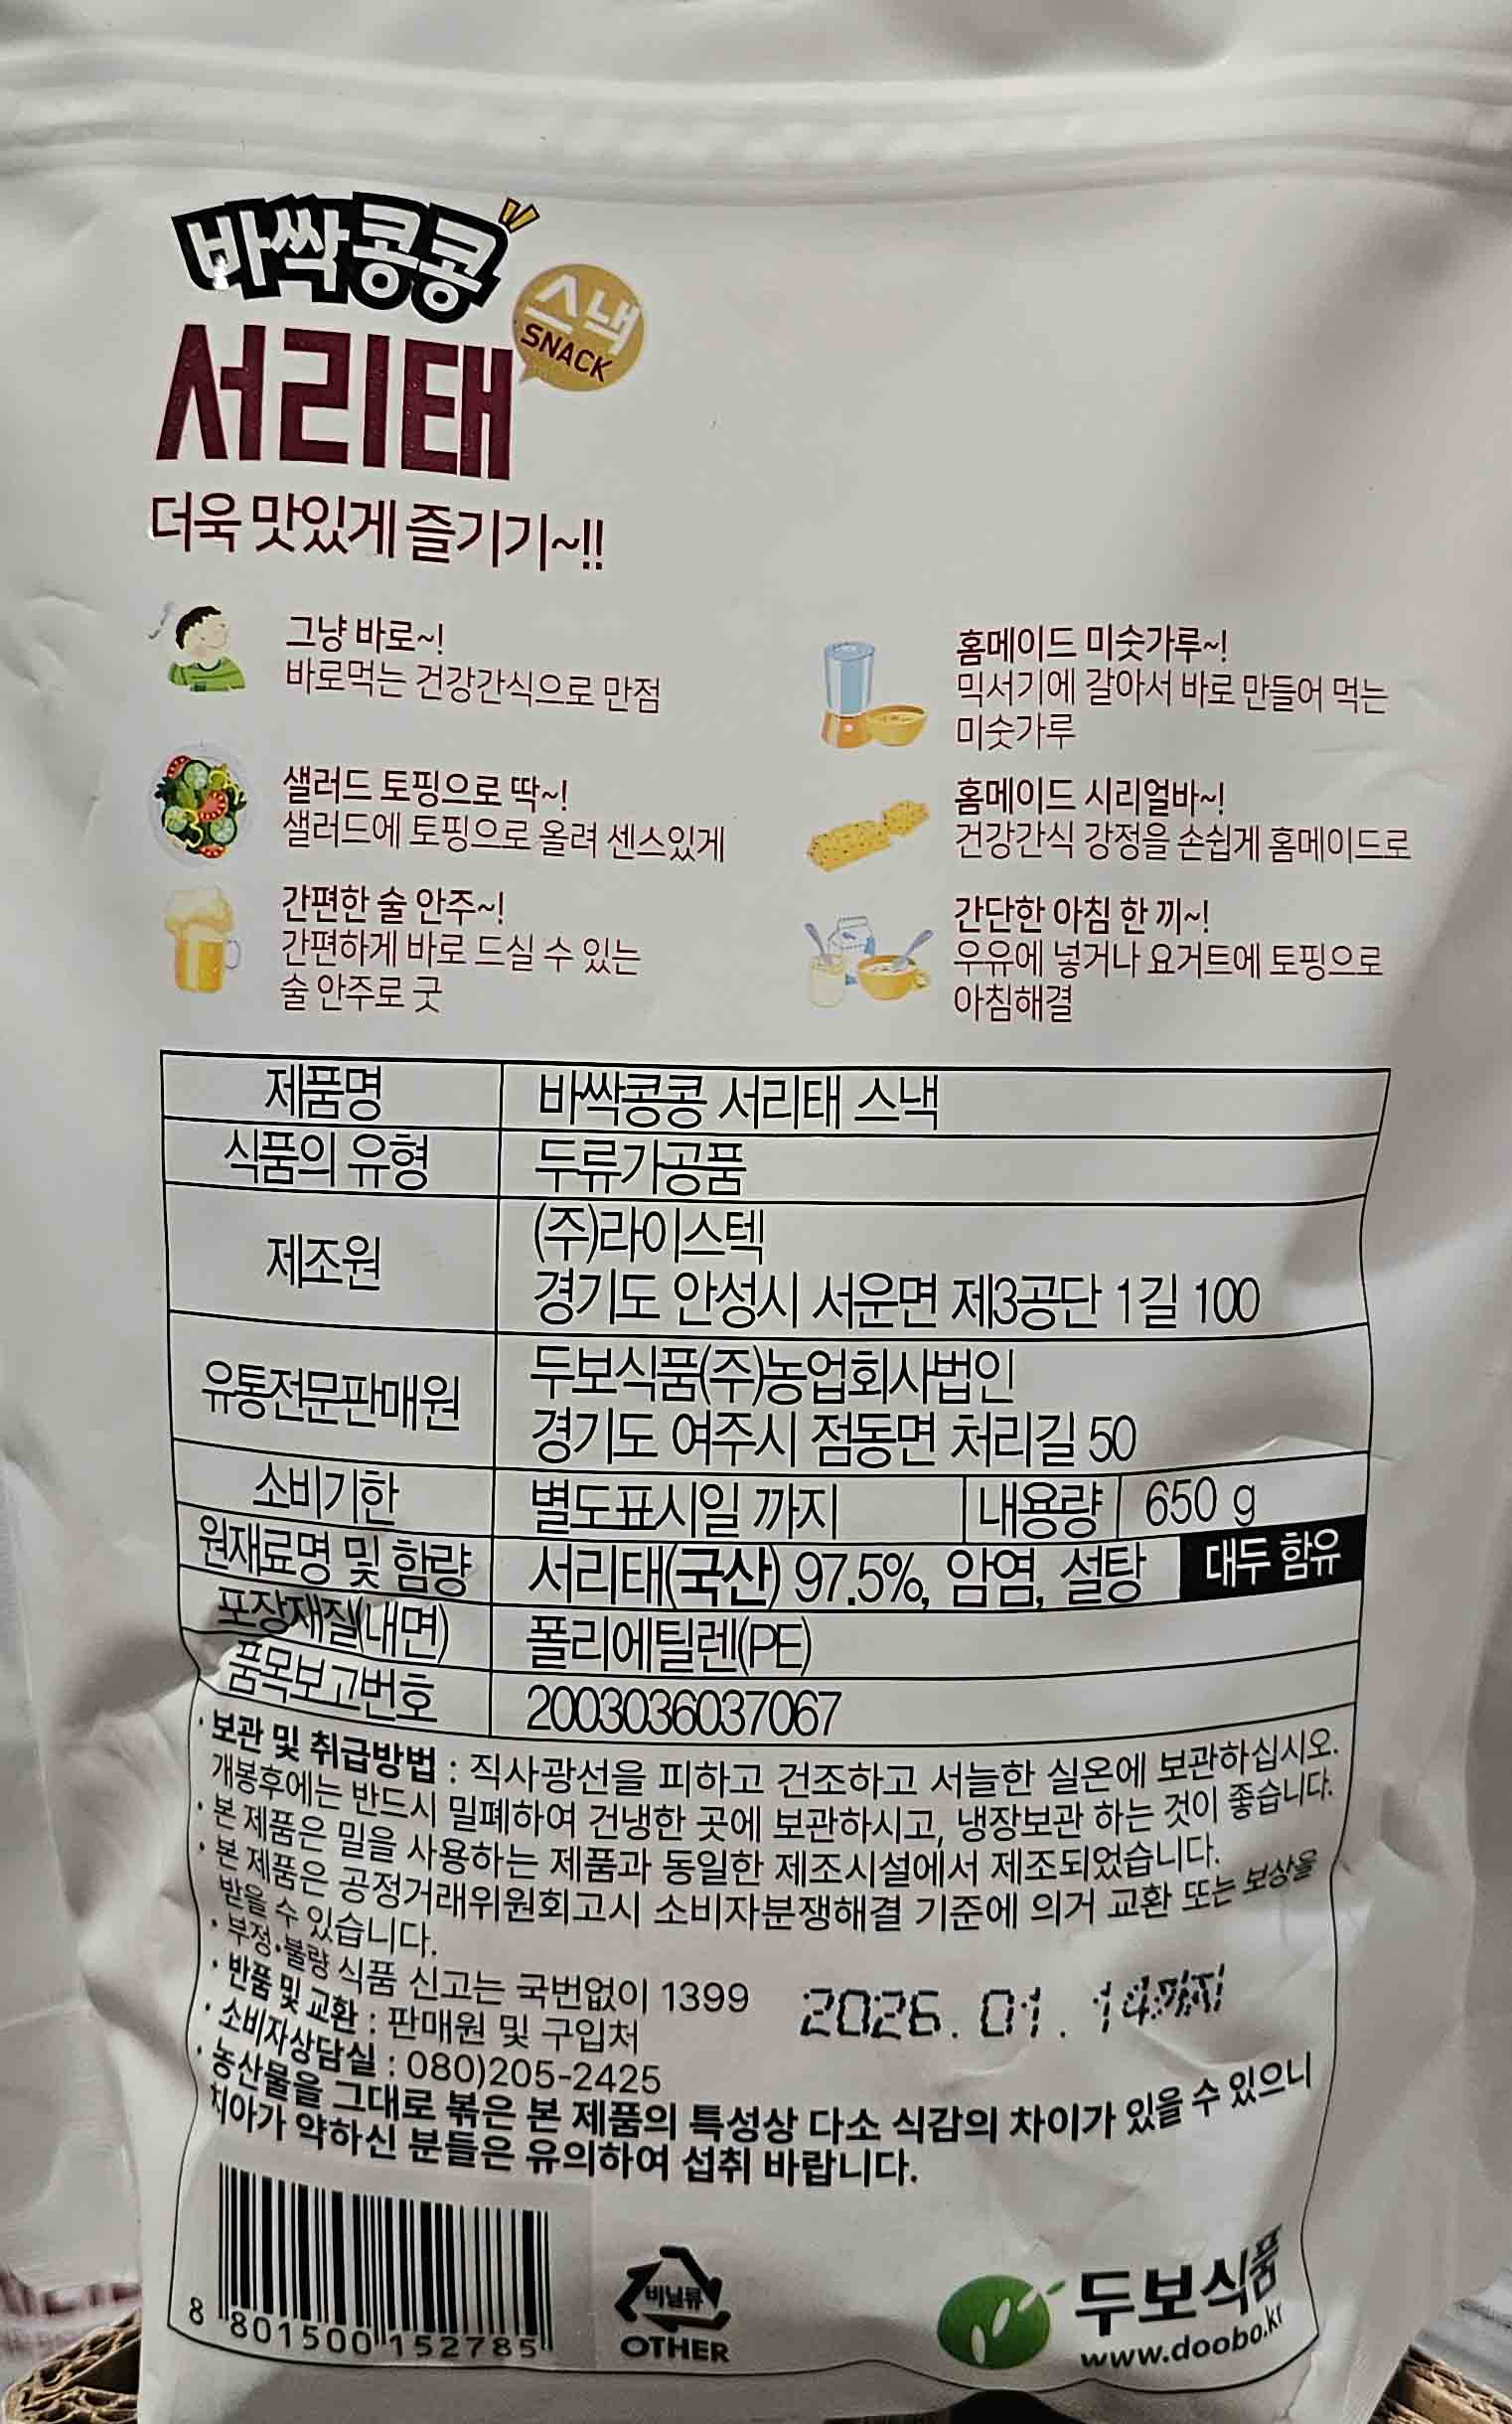 바싹콩콩
스낵
SNACK
서리태
더욱 맛있게 즐기기~!!
그냥 바로~!
바로먹는 건강간식으로 만점
샐러드 토핑으로 딱~!
샐러드에 토핑으로 올려 센스있게
간편한 술 안주~!
간편하게 바로 드실 수 있는
술 안주로 굿
홈메이드 미숫가루~!
믹서기에 갈아서 바로 만들어 먹는
미숫가루
홈메이드 시리얼바~!
건강간식 강정을 손쉽게 홈메이드로
간단한 아침 한 끼~!
우유에 넣거나 요거트에 토핑으로
아침해결
제품명 바싹콩콩 서리태 스낵
식품의 유형 두류가공품
제조원 (주)라이스텍
경기도 안성시 서운면 제3공단 1길 100
유통전문판매원 두보식품(주)농업회사법인
경기도 여주시 점동면 처리길 50
소비기한 별도표시일 까지 내용량 650 g
원재료명 및 함량 서리태(국산) 97.5%, 암염, 설탕 대두 함유
포장재질(내면) 폴리에틸렌(PE)
품목보고번호 2003036037067
· 보관 및 취급방법 : 직사광선을 피하고 건조하고 서늘한 실온에 보관하십시오.
개봉후에는 반드시 밀폐하여 건냉한 곳에 보관하시고, 냉장보관 하는 것이 좋습니다.
· 본 제품은 밀을 사용하는 제품과 동일한 제조시설에서 제조되었습니다.
· 본 제품은 공정거래위원회고시 소비자분쟁해결 기준에 의거 교환 또는 보상을
받을 수 있습니다.
· 부정·불량 식품 신고는 국번없이 1399
· 반품 및 교환 : 판매원 및 구입처
· 소비자상담실 : 080)205-2425
2026. 01. 14까지
· 농산물을 그대로 볶은 본 제품의 특성상 다소 식감의 차이가 있을 수 있으니
치아가 약하신 분들은 유의하여 섭취 바랍니다.
8 801500 152785
비닐류
OTHER
두보식품
www.doobo.kr